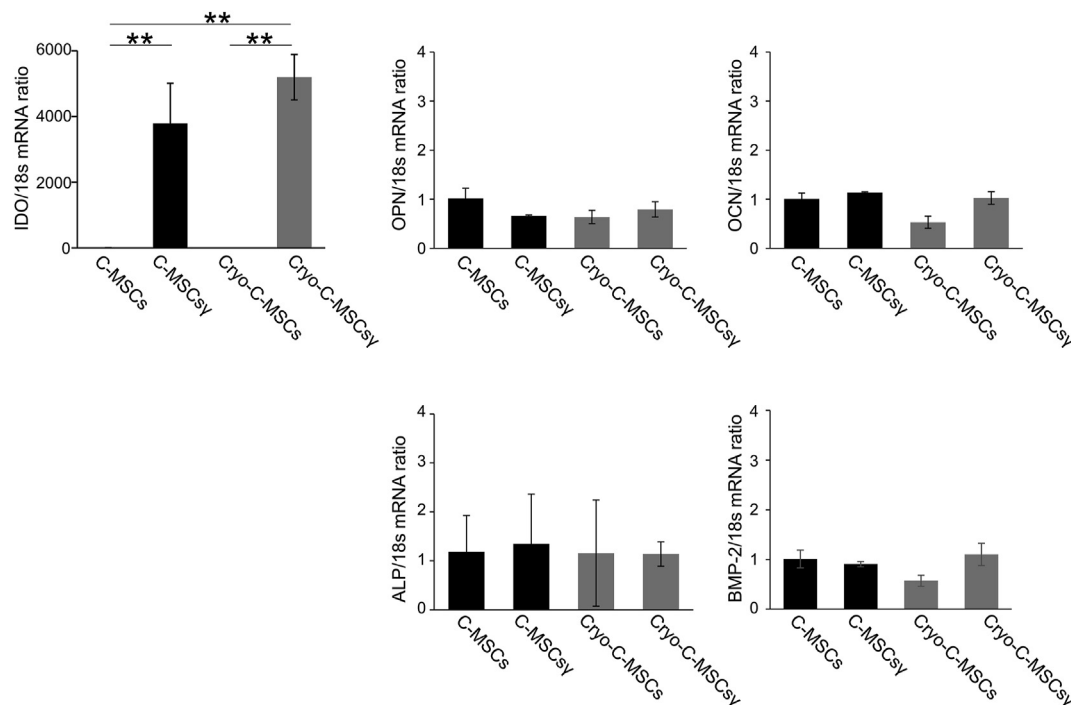 **
** **
IDO/18s mRNA ratio
6000
4000
2000
0
C-MSCs
C-MSCsγ
Cryo-C-MSCs
Cryo-C-MSCsγ
OPN/18s mRNA ratio
4
3
2
1
0
C-MSCs
C-MSCsγ
Cryo-C-MSCs
Cryo-C-MSCsγ
OCN/18s mRNA ratio
4
3
2
1
0
C-MSCs
C-MSCsγ
Cryo-C-MSCs
Cryo-C-MSCsγ
ALP/18s mRNA ratio
4
3
2
1
0
C-MSCs
C-MSCsγ
Cryo-C-MSCs
Cryo-C-MSCsγ
BMP-2/18s mRNA ratio
4
3
2
1
0
C-MSCs
C-MSCsγ
Cryo-C-MSCs
Cryo-C-MSCsγ